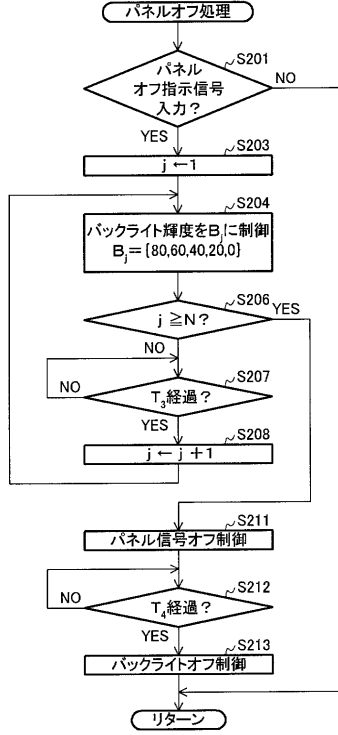 パネルオフ処理
S201
パネル
オフ指示信号
入力？
NO
YES
S203
j ←1
S204
バックライト輝度をBjに制御
Bj＝{80,60,40,20,0}
S206
j ≧N？
YES
NO
S207
NO
T3経過？
YES
S208
j ← j ＋1
S211
パネル信号オフ制御
S212
NO
T4経過？
YES
S213
バックライトオフ制御
リターン